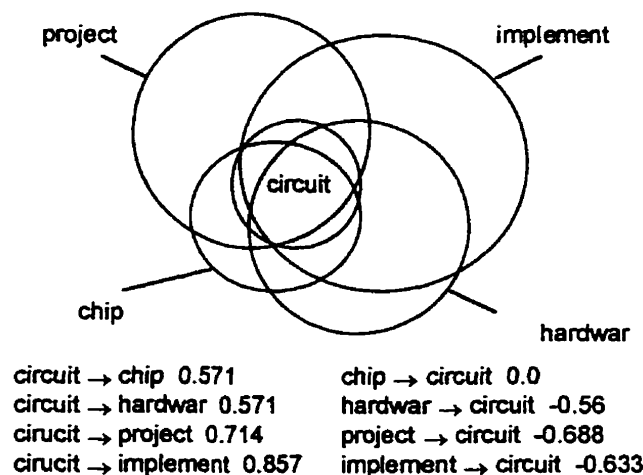 project
implement
circuit
chip
hardwar
circuit → chip 0.571
chip → circuit 0.0
circuit → hardwar 0.571
hardwar → circuit -0.56
cirucit → project 0.714
project → circuit -0.688
cirucit → implement 0.857
implement → circuit -0.633